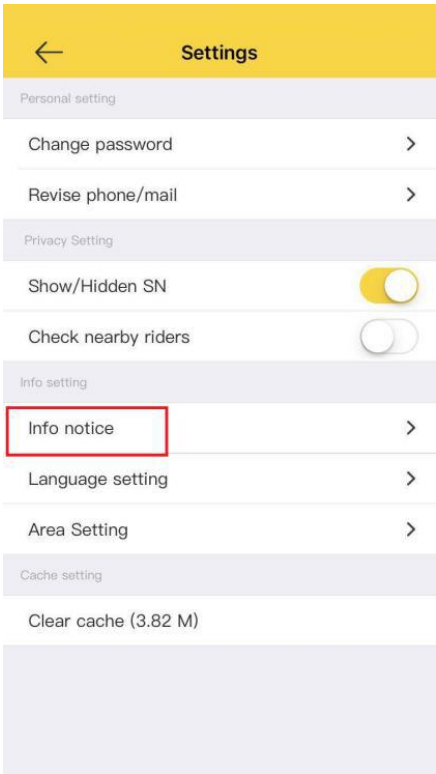 Settings
Personal setting
Change password
Revise phone/mail
Privacy Setting
Show/Hidden SN
Check nearby riders
Info setting
Info notice
Language setting
Area Setting
Cache setting
Clear cache (3.82 M)